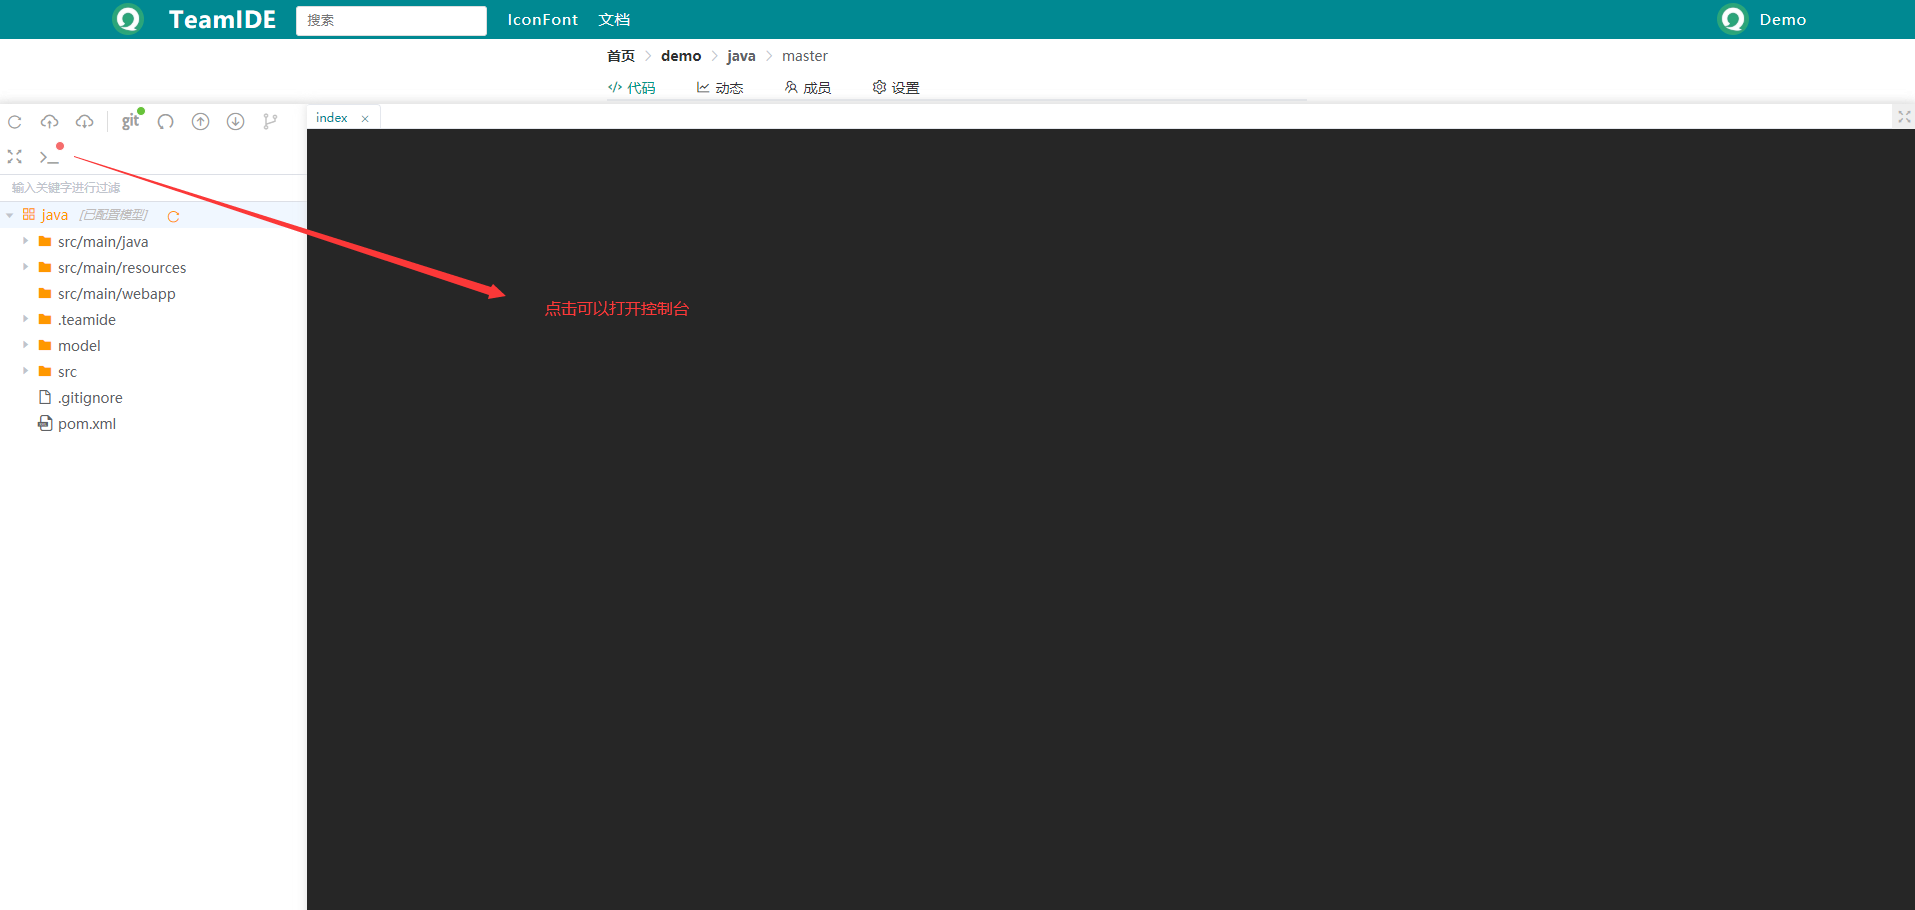 TeamIDE 搜索 IconFont 文档 Demo
首页 demo java master
代码 动态 成员 设置
git
index
输入关键字进行过滤
java [已配置模型]
src/main/java
src/main/resources
src/main/webapp
.teamide
model
src
.gitignore
pom.xml
点击可以打开控制台